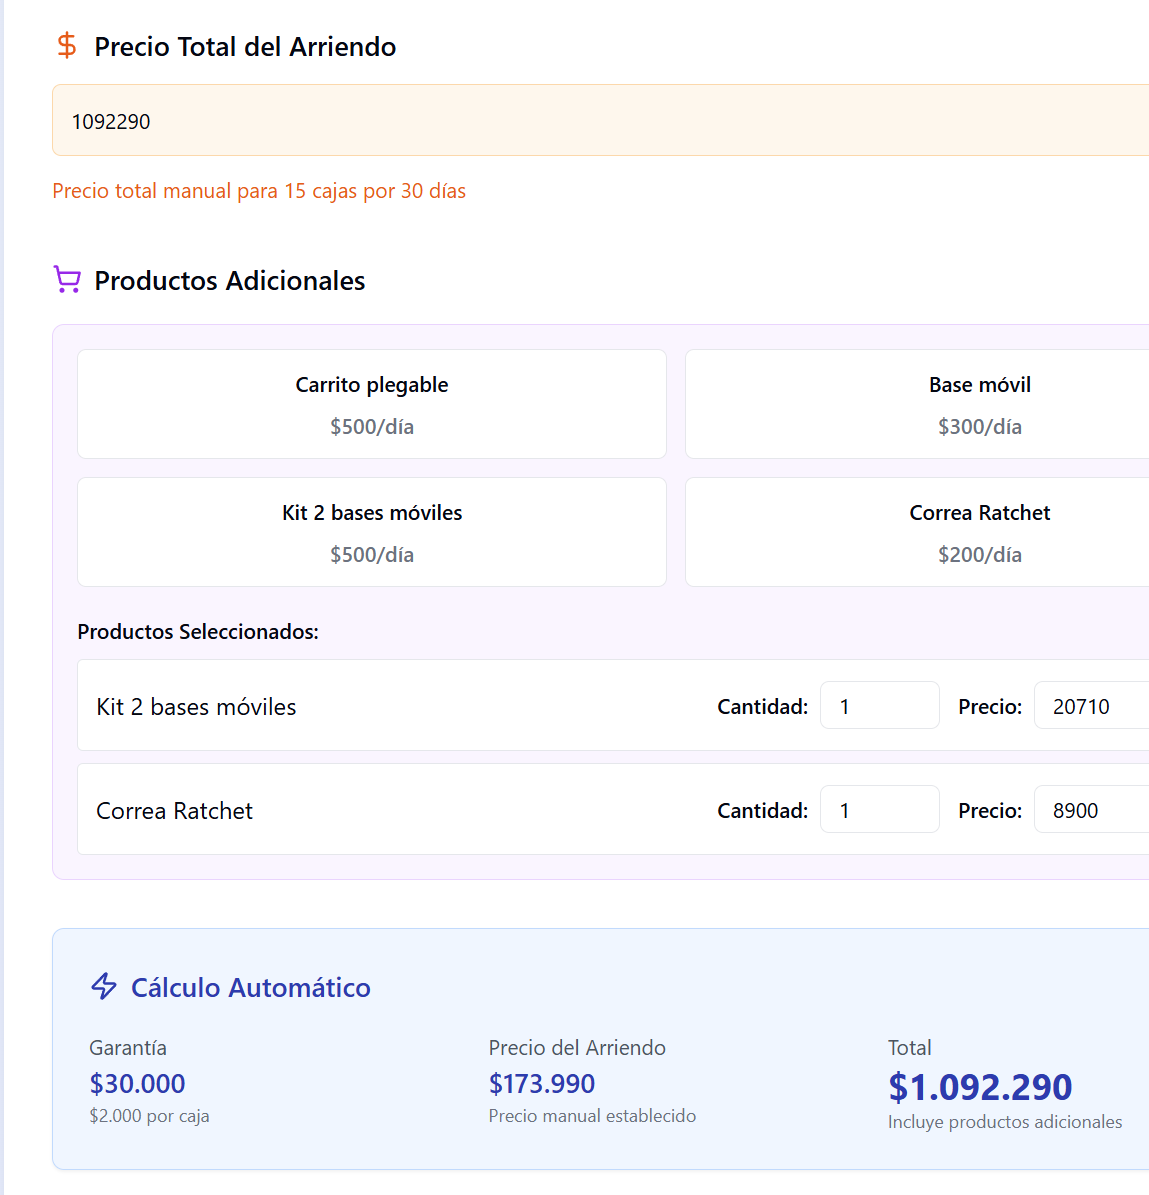 Precio Total del Arriendo
1092290
Precio total manual para 15 cajas por 30 días
Productos Adicionales
Carrito plegable
$500/día
Base móvil
$300/día
Kit 2 bases móviles
$500/día
Correa Ratchet
$200/día
Productos Seleccionados:
Kit 2 bases móviles Cantidad: 1 Precio: 20710
Correa Ratchet Cantidad: 1 Precio: 8900
Cálculo Automático
Garantía
$30.000
$2.000 por caja
Precio del Arriendo
$173.990
Precio manual establecido
Total
$1.092.290
Incluye productos adicionales